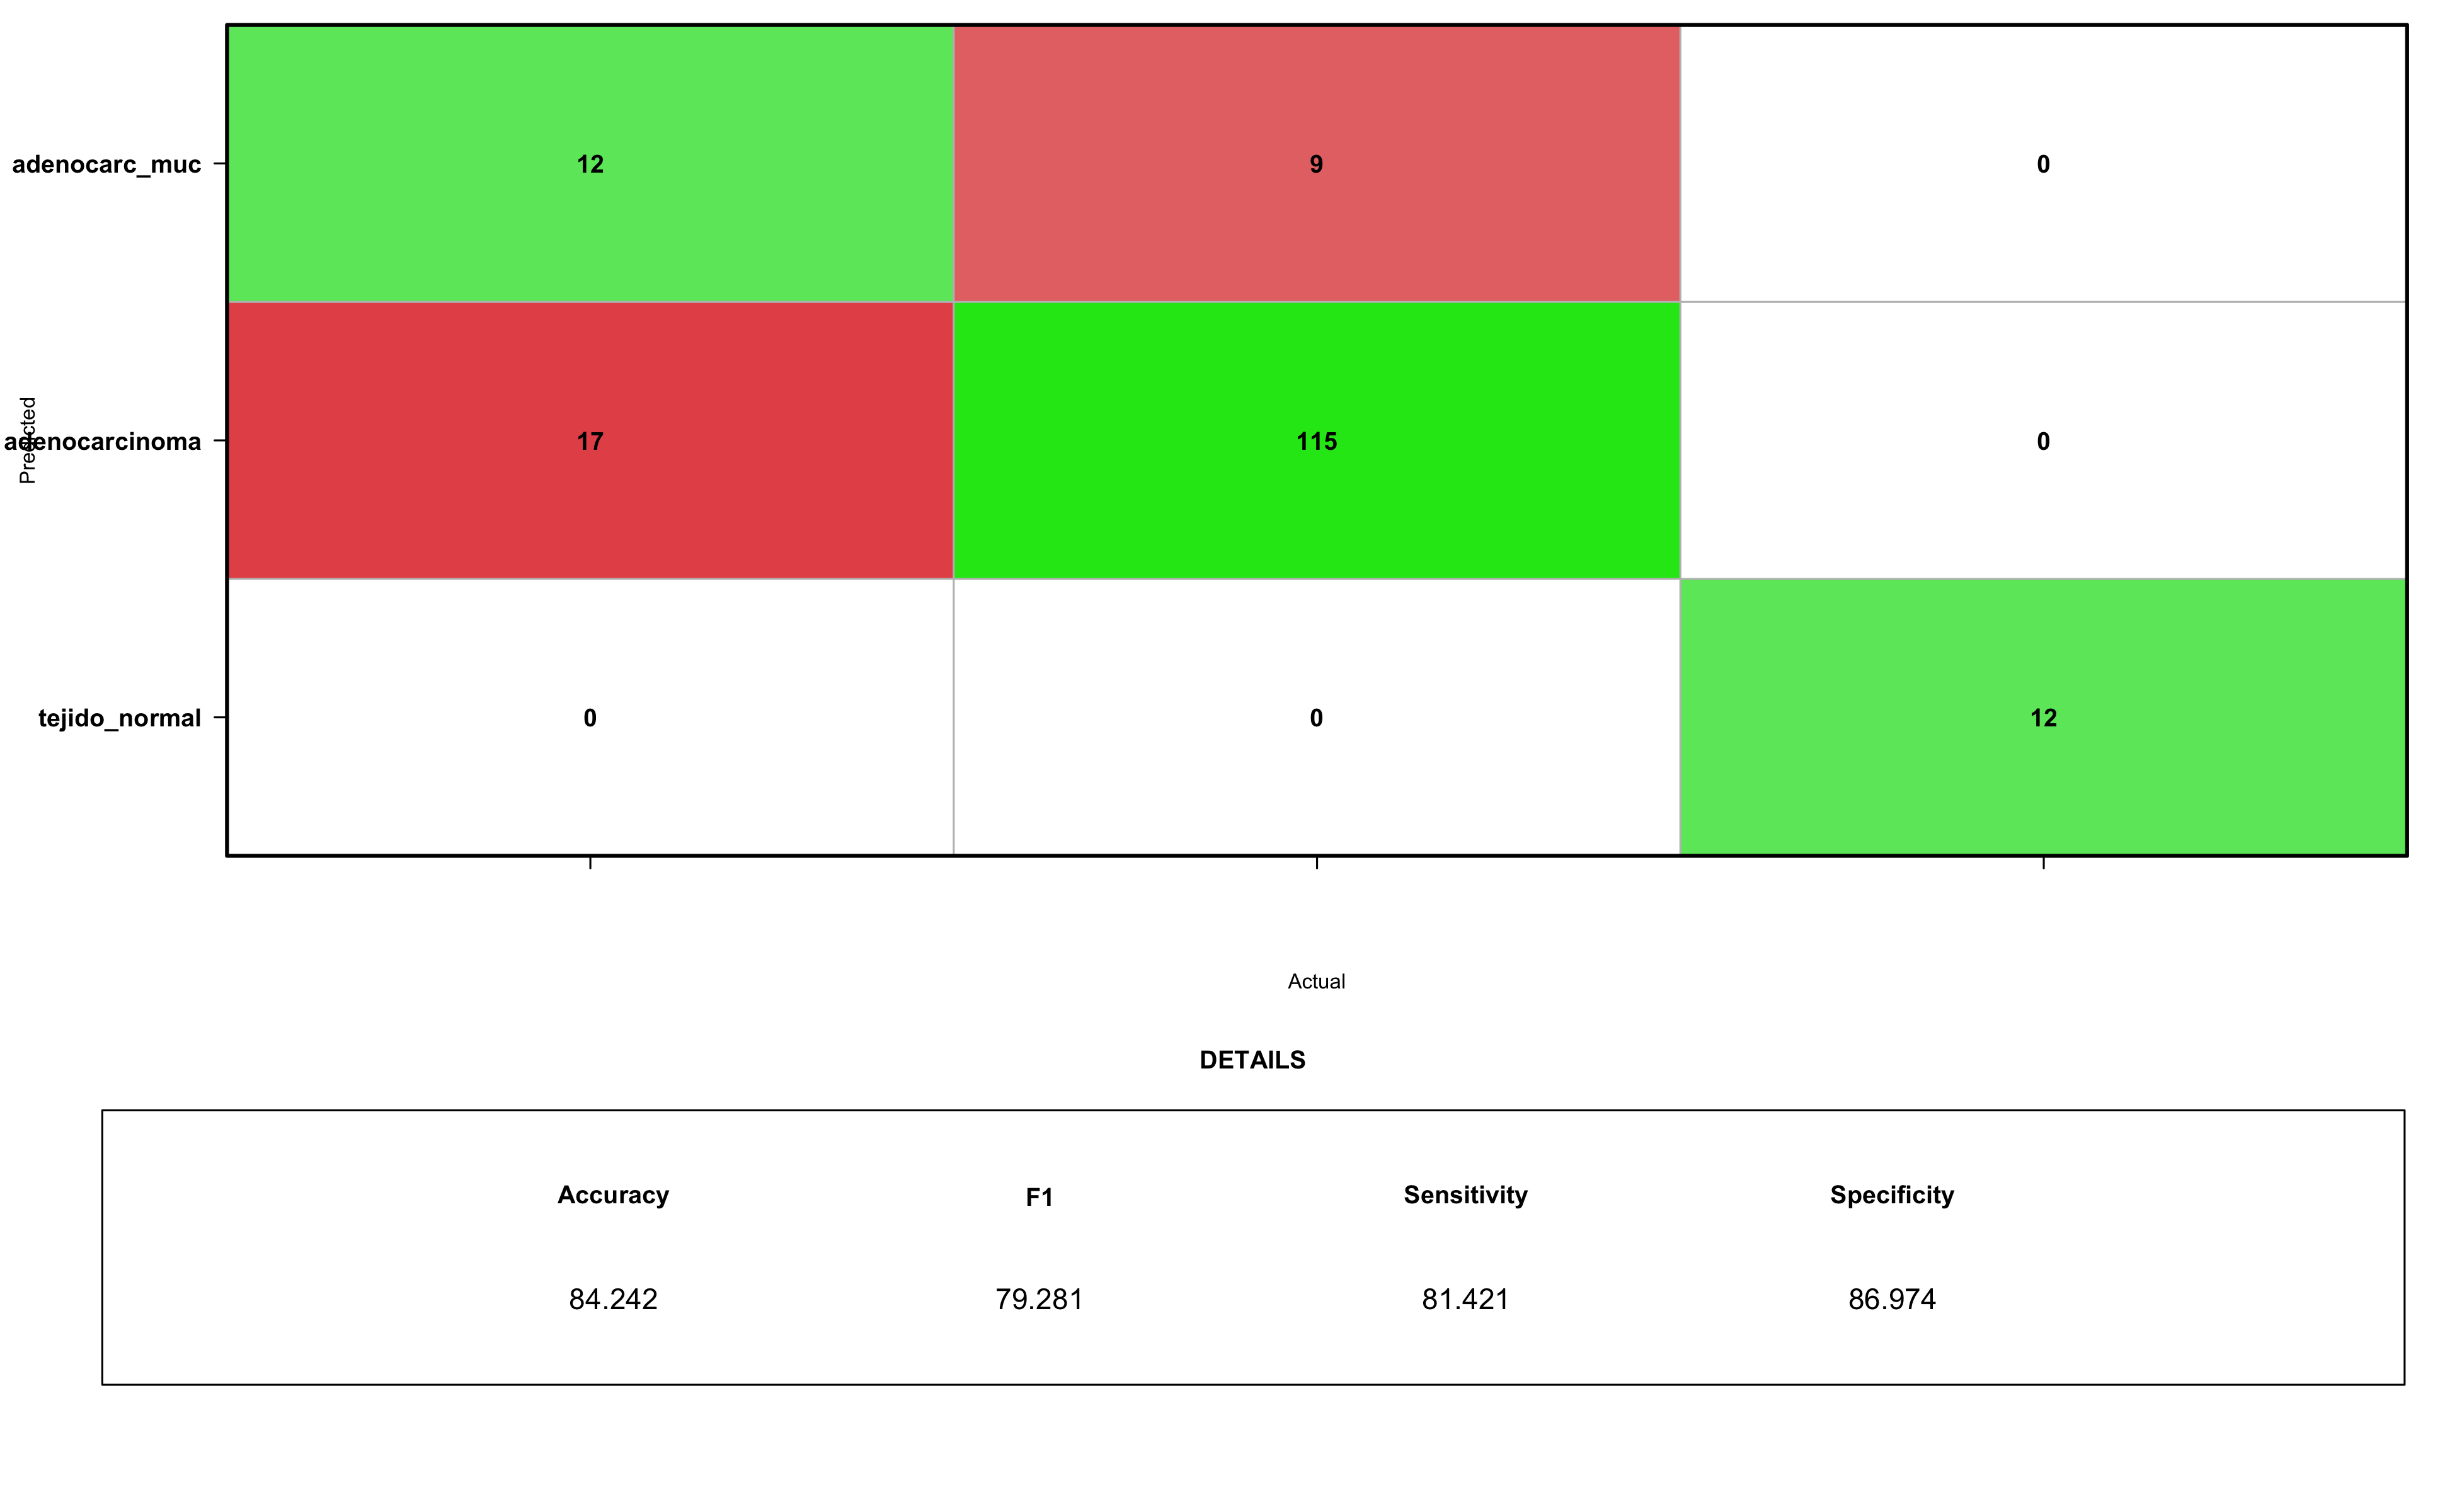 adenocarc_muc 12 9 0
Predicted
adenocarcinoma 17 115 0
tejido_normal 0 0 12
Actual
DETAILS
Accuracy F1 Sensitivity Specificity
84.242 79.281 81.421 86.974